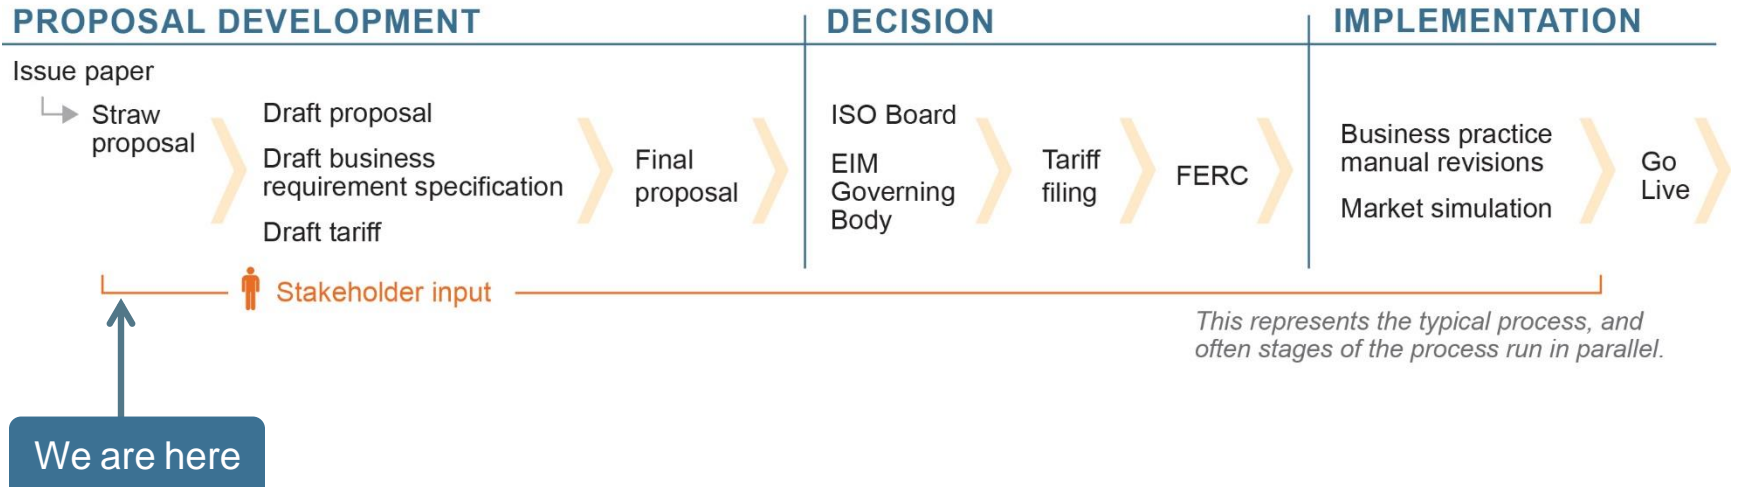 PROPOSAL DEVELOPMENT
DECISION
IMPLEMENTATION
Issue paper
Straw
proposal
Draft proposal
Draft business
requirement specification
Draft tariff
Final
proposal
ISO Board
EIM
Governing
Body
Tariff
filing
FERC
Business practice
manual revisions
Market simulation
Go
Live
Stakeholder input
This represents the typical process, and
often stages of the process run in parallel.
We are here